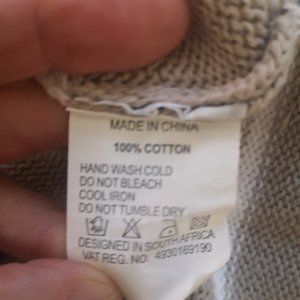 MADE IN CHINA
100% COTTON
HAND WASH COLD
DO NOT BLEACH
COOL IRON
DO NOT TUMBLE DRY
DESIGNED IN SOUTH AFRICA
VAT REG. NO. 4930169190